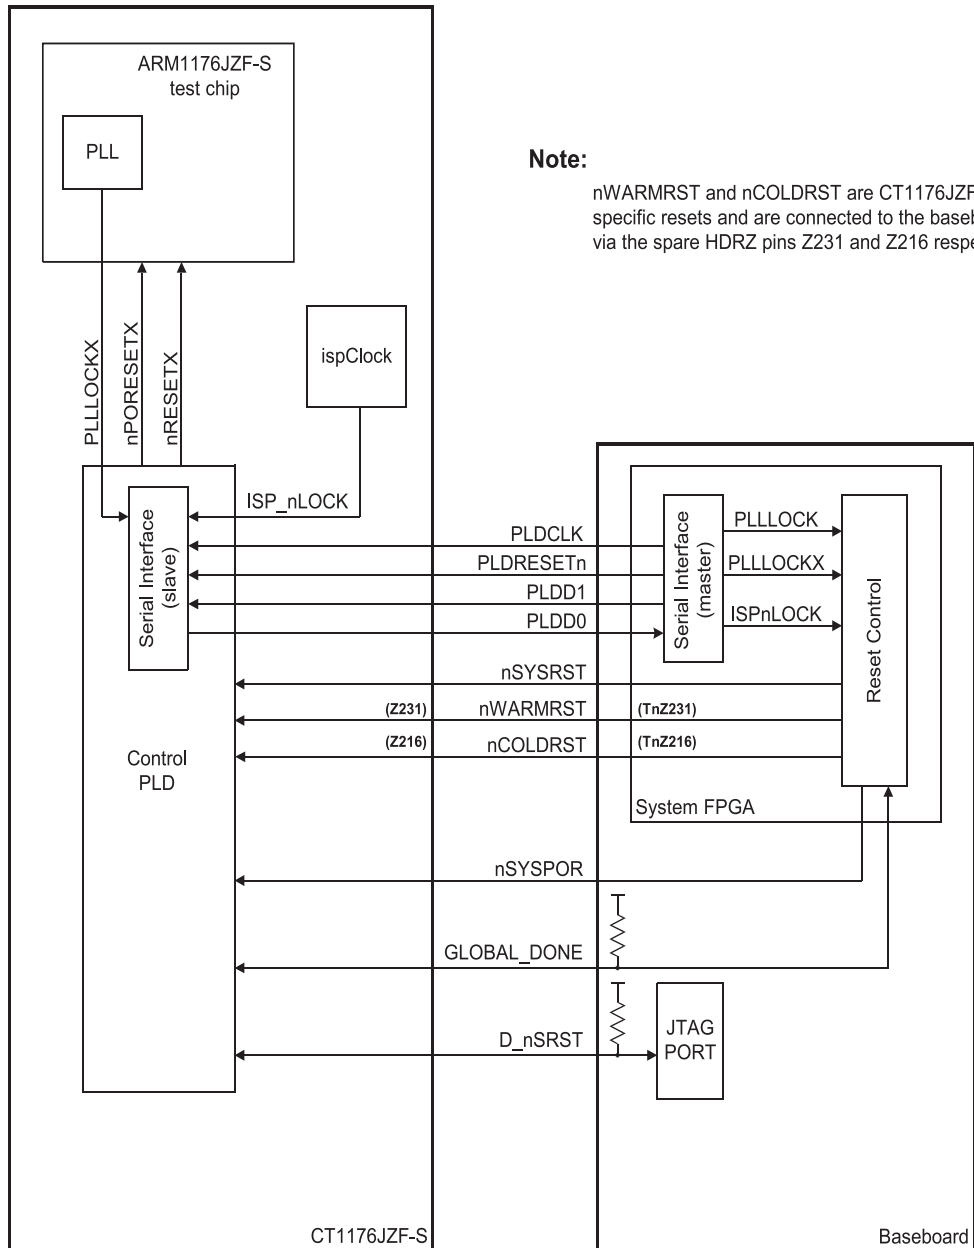 ARM1176JZF-S
test chip
PLL
Note:
nWARMRST and nCOLDRST are CT1176JZF
specific resets and are connected to the
via the spare HDRZ pins Z231 and Z216
PLLLOCKX
nPORESETX
nRESETX
ispClock
ISP_nLOCK
Serial Interface
(slave)
PLDCLK
PLDRESETn
PLDD1
PLDD0
Serial Interface
(master)
PLLLOCK
PLLLOCKX
ISPnLOCK
Reset Control
nSYSRST
(Z231) nWARMRST (TnZ231)
(Z216) nCOLDRST (TnZ216)
Control
PLD
System FPGA
nSYSPOR
GLOBAL_DONE
D_nSRST
JTAG
PORT
CT1176JZF-S
Baseboard